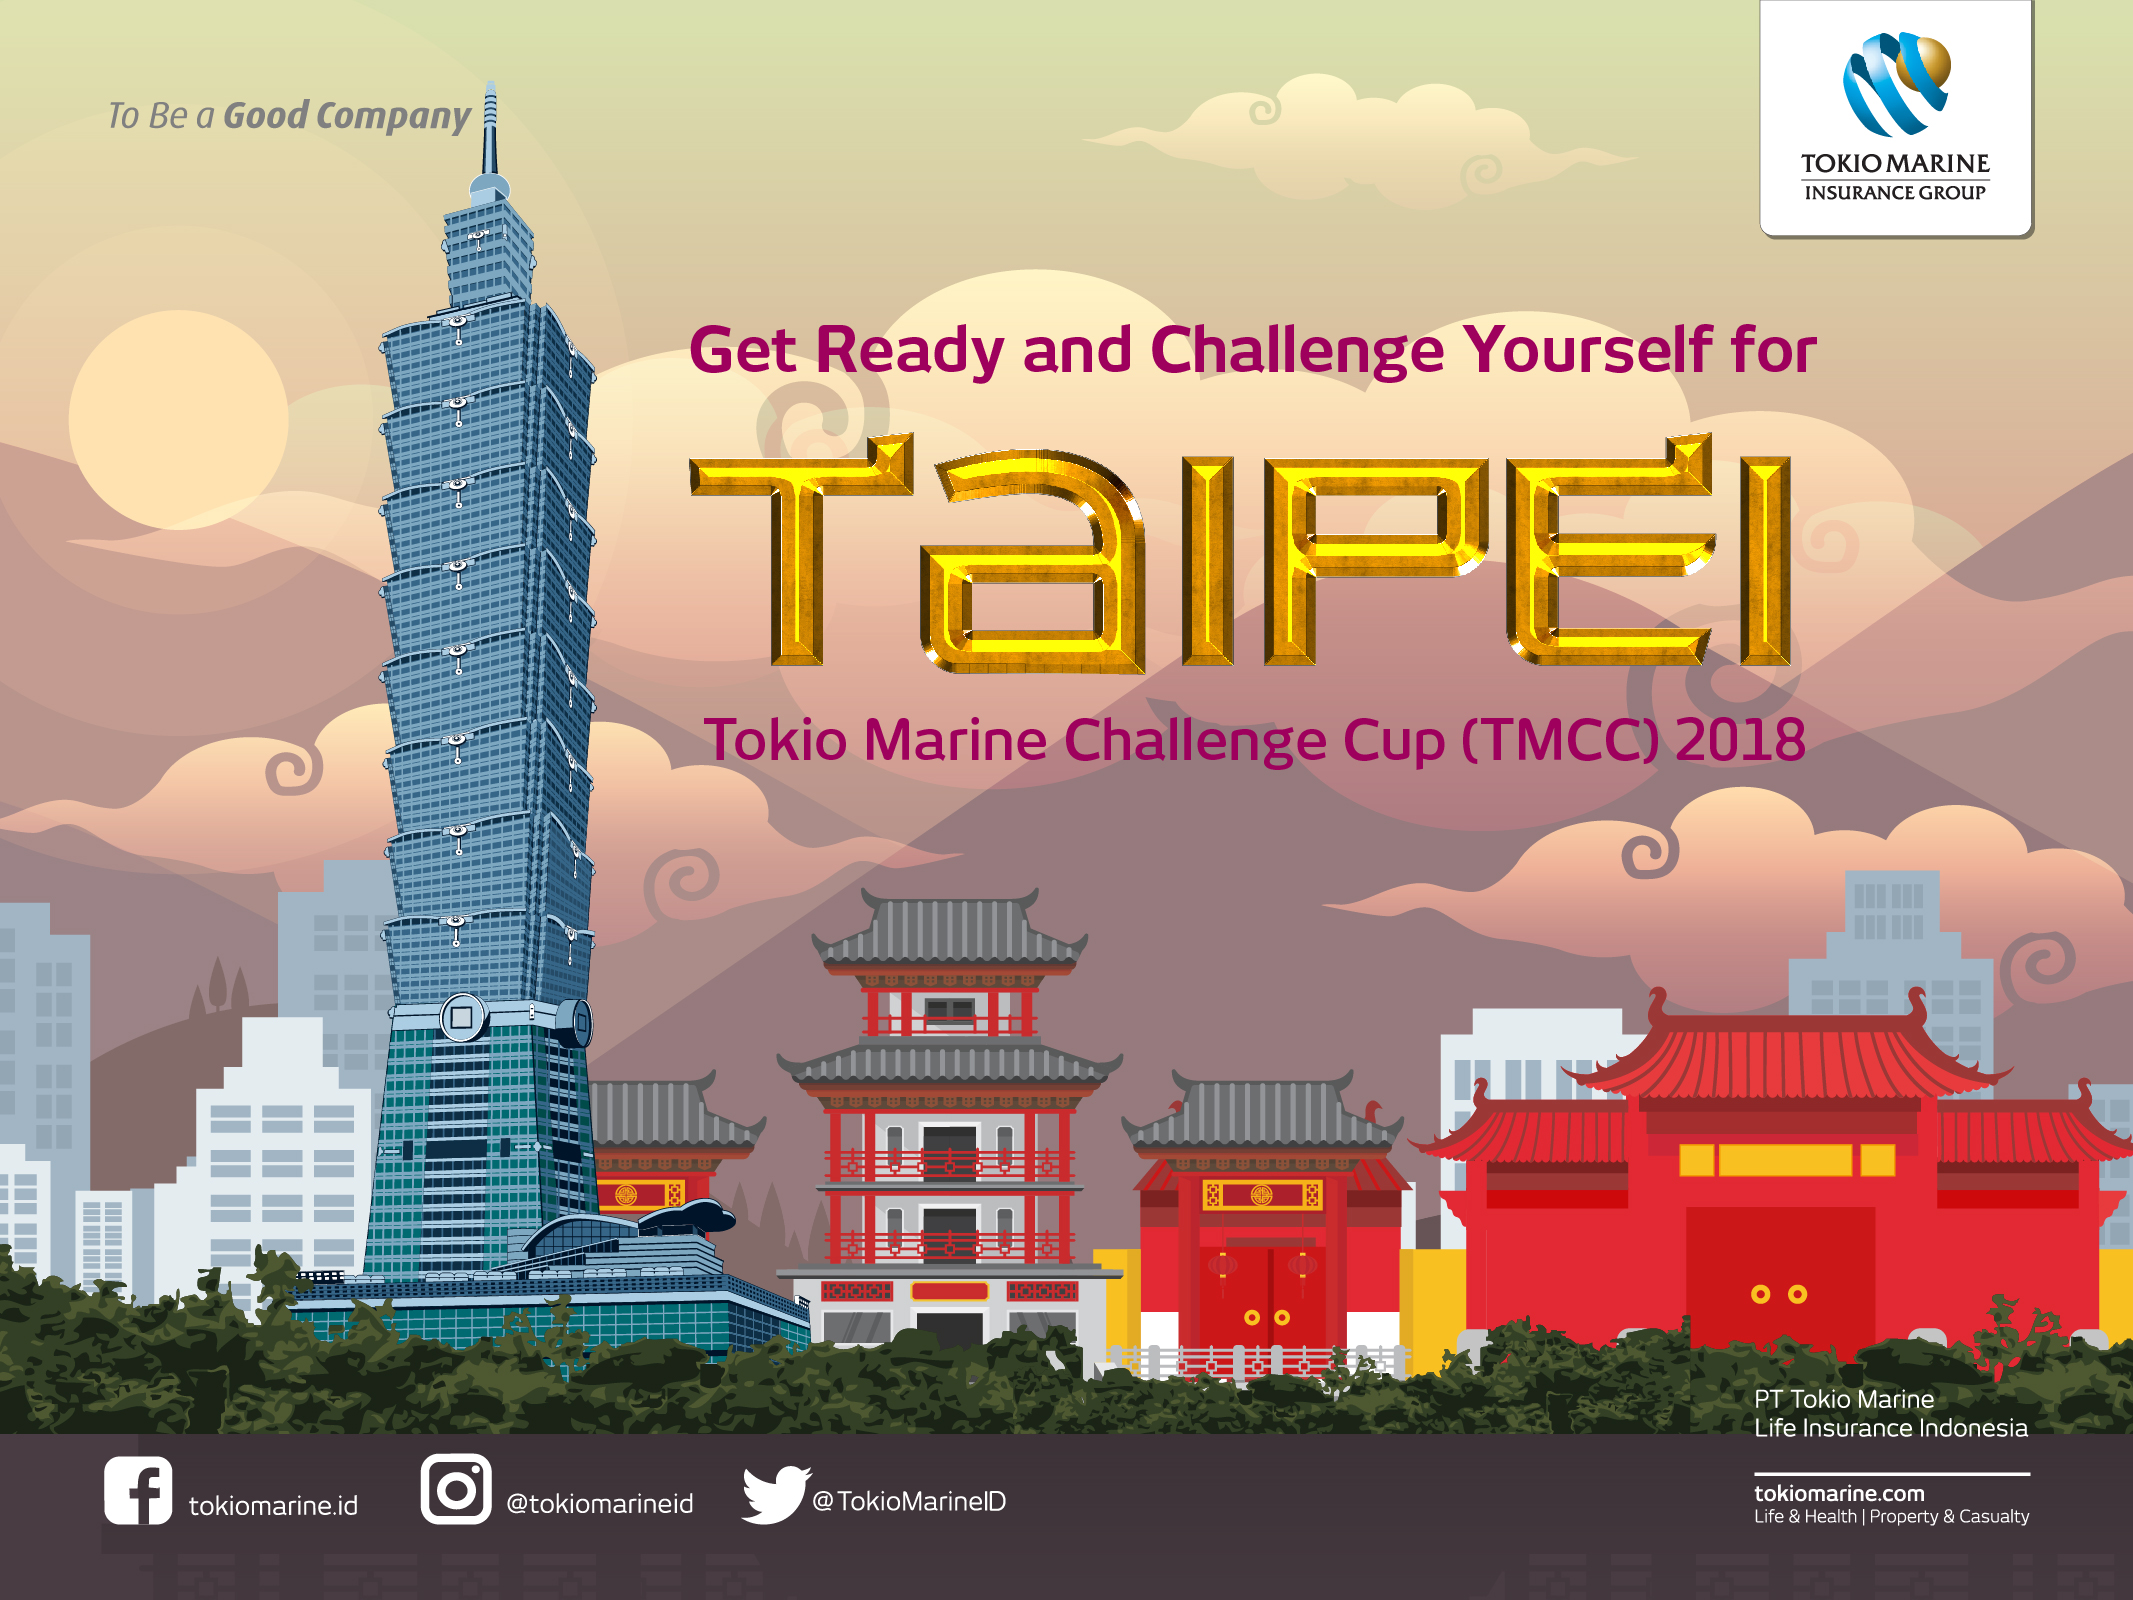 To Be a Good Company
TOKIO MARINE
INSURANCE GROUP
Get Ready and Challenge Yourself for
TaIPEI
Tokio Marine Challenge Cup (TMCC) 2018
PT Tokio Marine
Life Insurance Indonesia
tokiomarine.id
@tokiomarineid
@TokioMarineID
tokiomarine.com
Life & Health | Property & Casualty